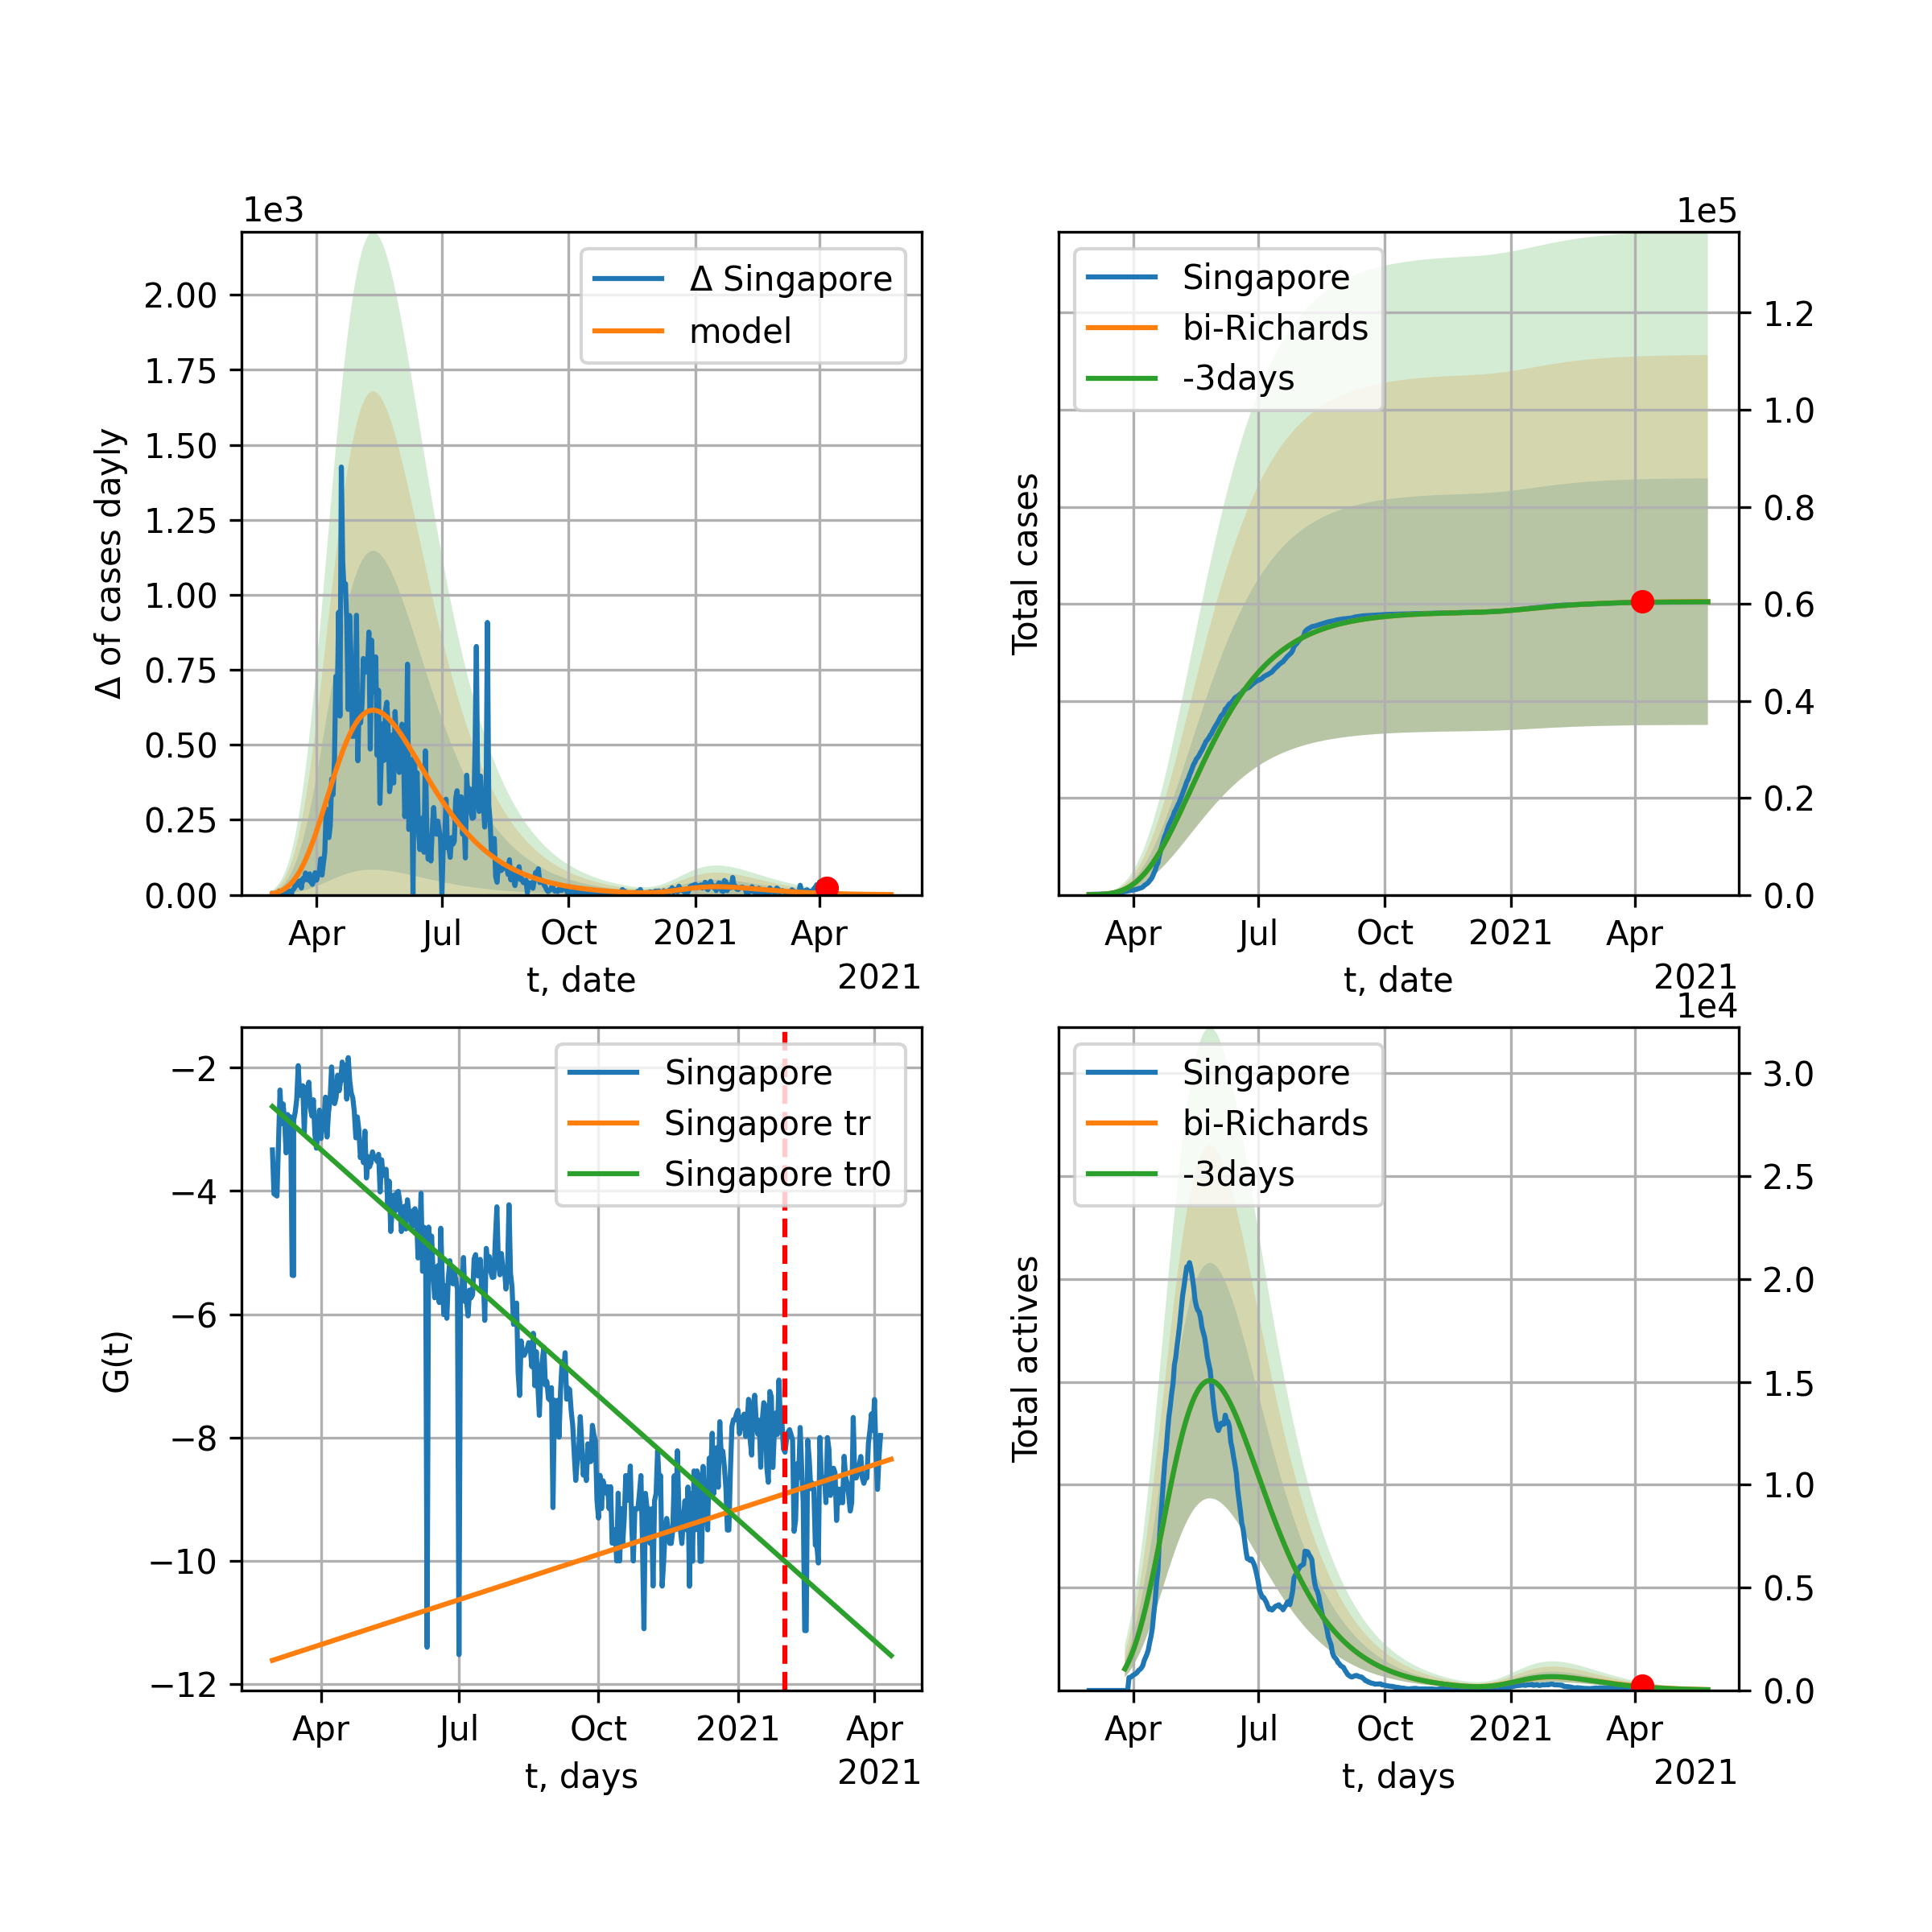 1e3
Δ of cases dayly
2.00
1.75
1.50
1.25
1.00
0.75
0.50
0.25
0.00
Δ Singapore
model
Apr Jul Oct 2021 Apr
t, date
2021
1e5
Total cases
Singapore
bi-Richards
-3days
1.2
1.0
0.8
0.6
0.4
0.2
0.0
Apr Jul Oct 2021 Apr
t, date
2021
G(t)
−2
−4
−6
−8
−10
−12
Singapore
Singapore tr
Singapore tr0
Apr Jul Oct 2021 Apr
t, days
2021
1e4
Total actives
Singapore
bi-Richards
-3days
3.0
2.5
2.0
1.5
1.0
0.5
0.0
Apr Jul Oct 2021 Apr
t, days
2021